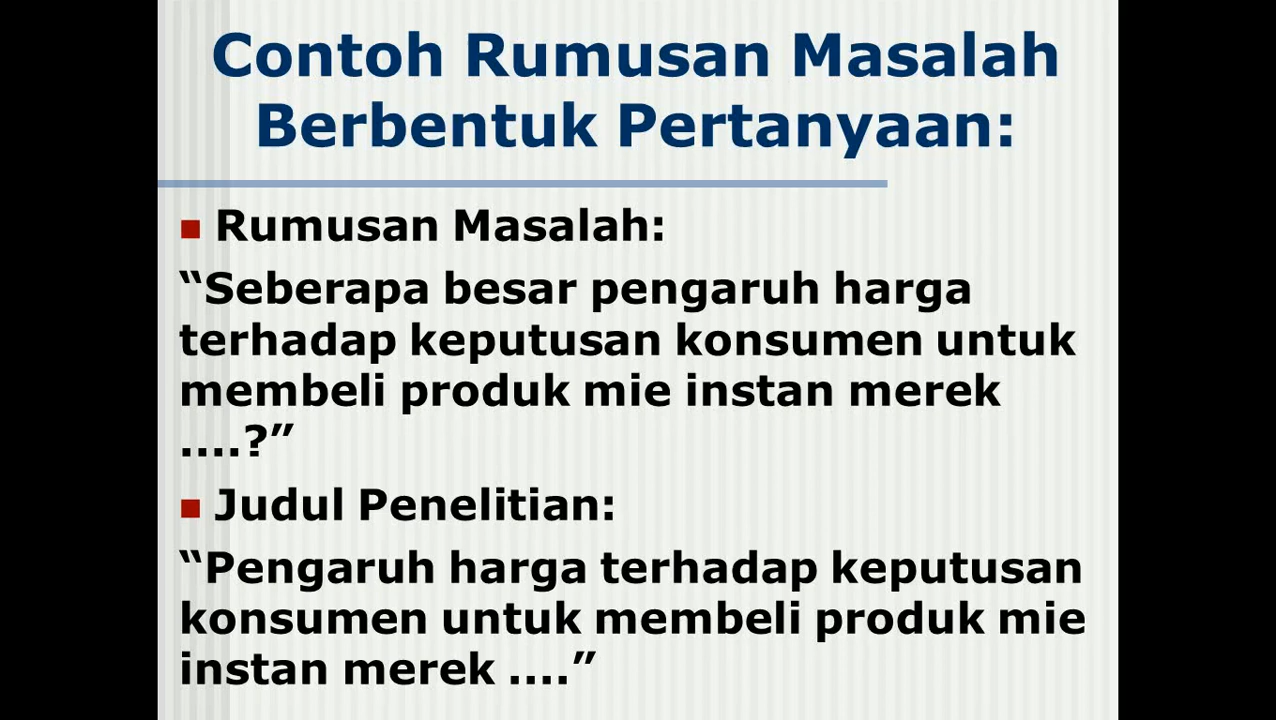 Contoh Rumusan Masalah
Berbentuk Pertanyaan:
Rumusan Masalah:
“Seberapa besar pengaruh harga
terhadap keputusan konsumen untuk
membeli produk mie instan merek
....?”
Judul Penelitian:
“Pengaruh harga terhadap keputusan
konsumen untuk membeli produk mie
instan merek ....”